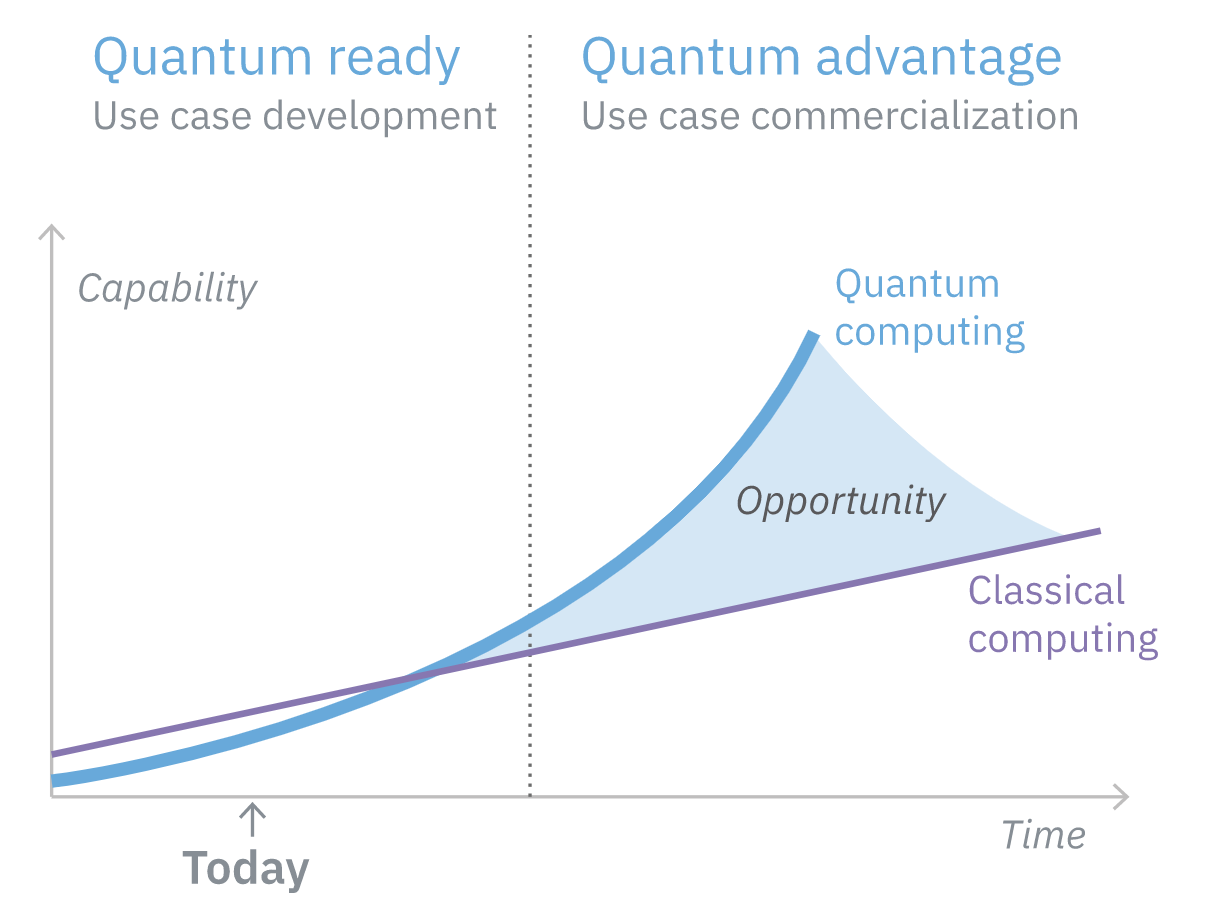 Quantum ready
Use case development
Quantum advantage
Use case commercialization
Capability
Quantum
computing
Opportunity
Classical
computing
Time
Today